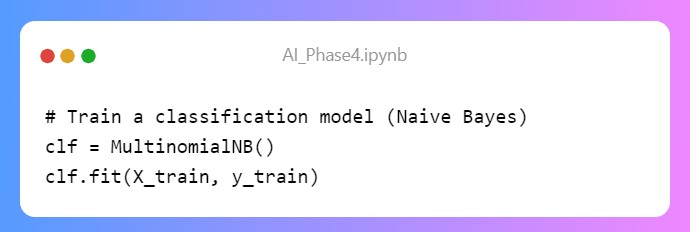 AI_Phase4.ipynb
# Train a classification model (Naive Bayes)
clf = MultinomialNB()
clf.fit(X_train, y_train)